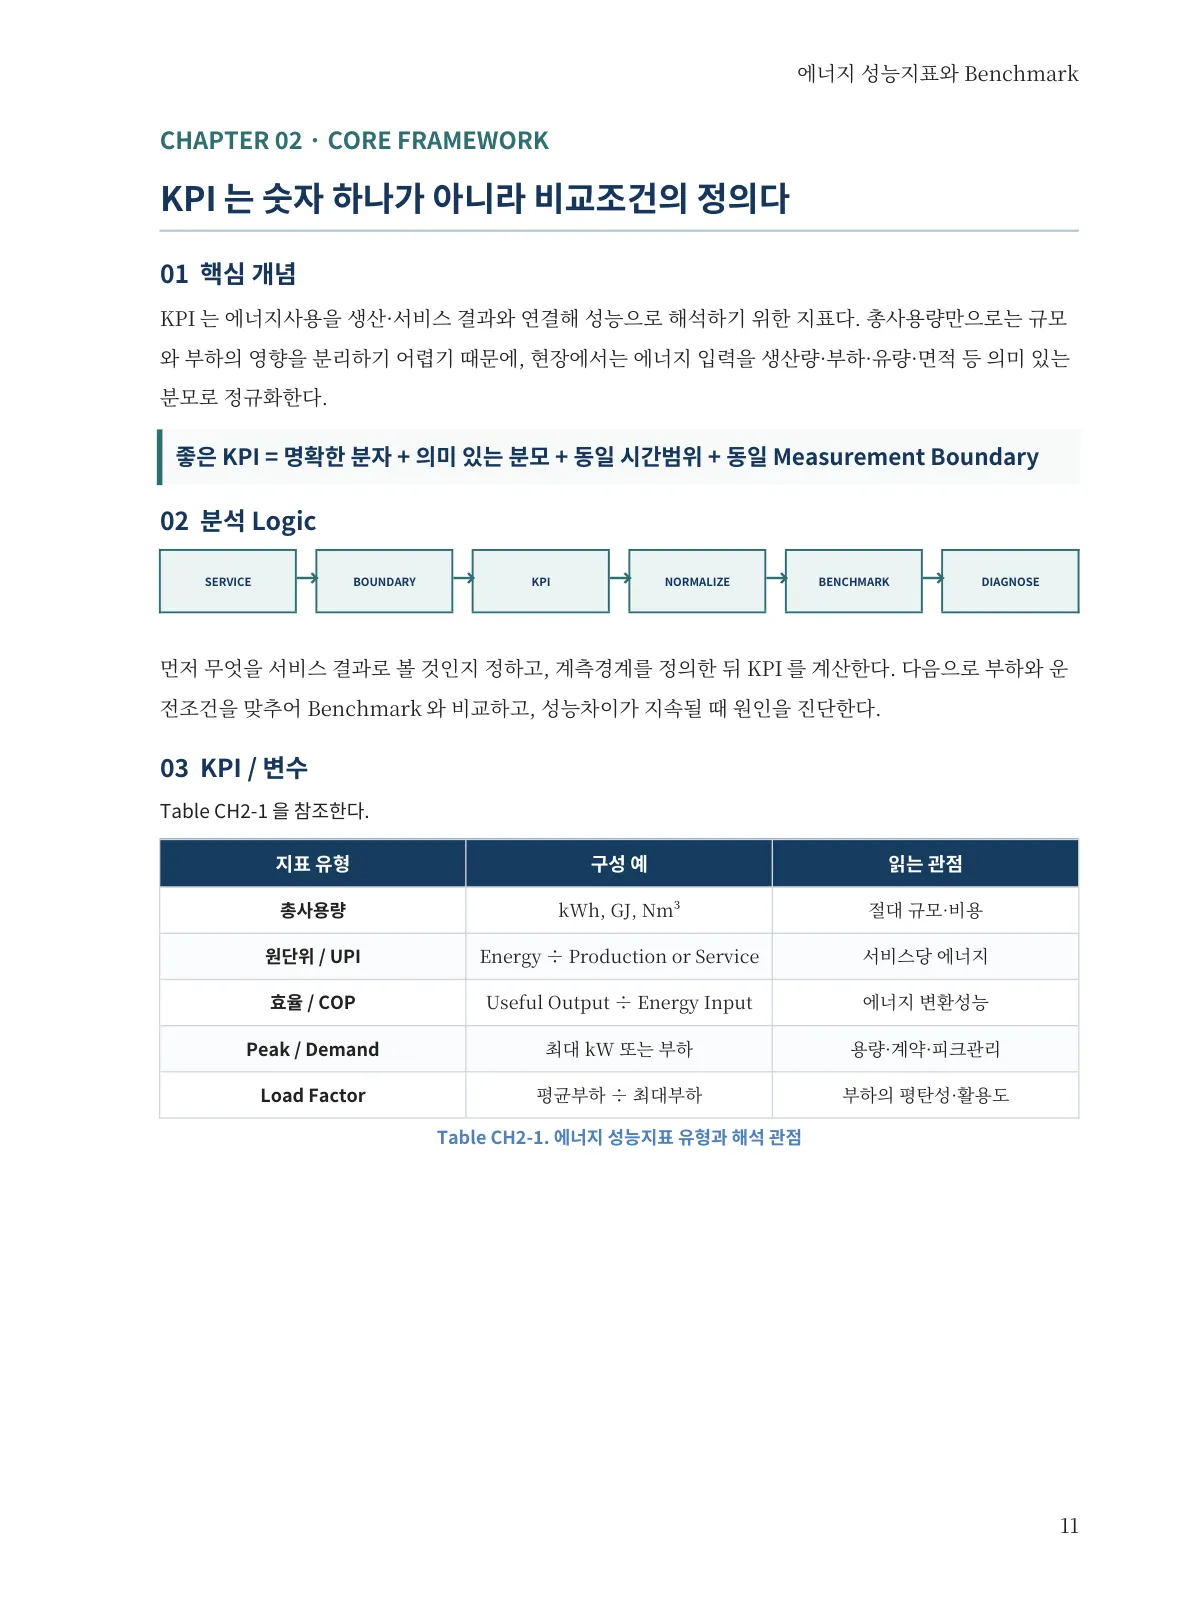 에너지 성능지표와 Benchmark
CHAPTER 02 · CORE FRAMEWORK
KPI 는 숫자 하나가 아니라 비교조건의 정의다
01 핵심 개념
KPI 는 에너지사용을 생산·서비스 결과와 연결해 성능으로 해석하기 위한 지표다. 총사용량만으로는 규모
와 부하의 영향을 분리하기 어렵기 때문에, 현장에서는 에너지 입력을 생산량·부하·유량·면적 등 의미 있는
분모로 정규화한다.
좋은 KPI = 명확한 분자 + 의미 있는 분모 + 동일 시간범위 + 동일 Measurement Boundary
02 분석 Logic
SERVICE → BOUNDARY → KPI → NORMALIZE → BENCHMARK → DIAGNOSE
먼저 무엇을 서비스 결과로 볼 것인지 정하고, 계측경계를 정의한 뒤 KPI 를 계산한다. 다음으로 부하와 운
전조건을 맞추어 Benchmark 와 비교하고, 성능차이가 지속될 때 원인을 진단한다.
03 KPI / 변수
Table CH2-1 을 참조한다.
지표 유형 구성 예 읽는 관점
총사용량 kWh, GJ, Nm³ 절대 규모·비용
원단위 / UPI Energy ÷ Production or Service 서비스당 에너지
효율 / COP Useful Output ÷ Energy Input 에너지 변환성능
Peak / Demand 최대 kW 또는 부하 용량·계약·피크관리
Load Factor 평균부하 ÷ 최대부하 부하의 평탄성·활용도
Table CH2-1. 에너지 성능지표 유형과 해석 관점
11